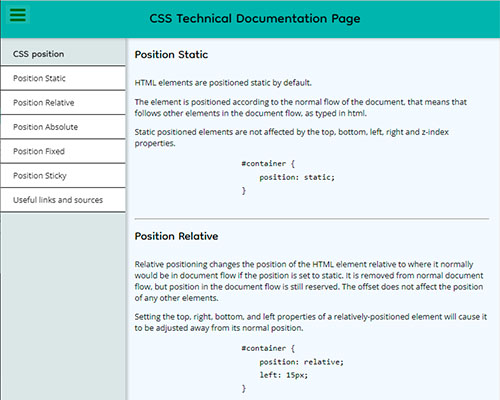 CSS Technical Documentation Page
CSS position
Position Static
Position Relative
Position Absolute
Position Fixed
Position Sticky
Useful links and sources
Position Static
HTML elements are positioned static by default.
The element is positioned according to the normal flow of the document, that means that
follows other elements in the document flow, as typed in html.
Static positioned elements are not affected by the top, bottom, left, right and z-index
properties.
#container {
position: static;
}
Position Relative
Relative positioning changes the position of the HTML element relative to where it normally
would be in document flow if the position is set to static. It is removed from normal document
flow, but position in the document flow is still reserved. The offset does not affect the position
of any other elements.
Setting the top, right, bottom, and left properties of a relatively-positioned element will cause it
to be adjusted away from its normal position.
#container {
position: relative;
left: 15px;
}